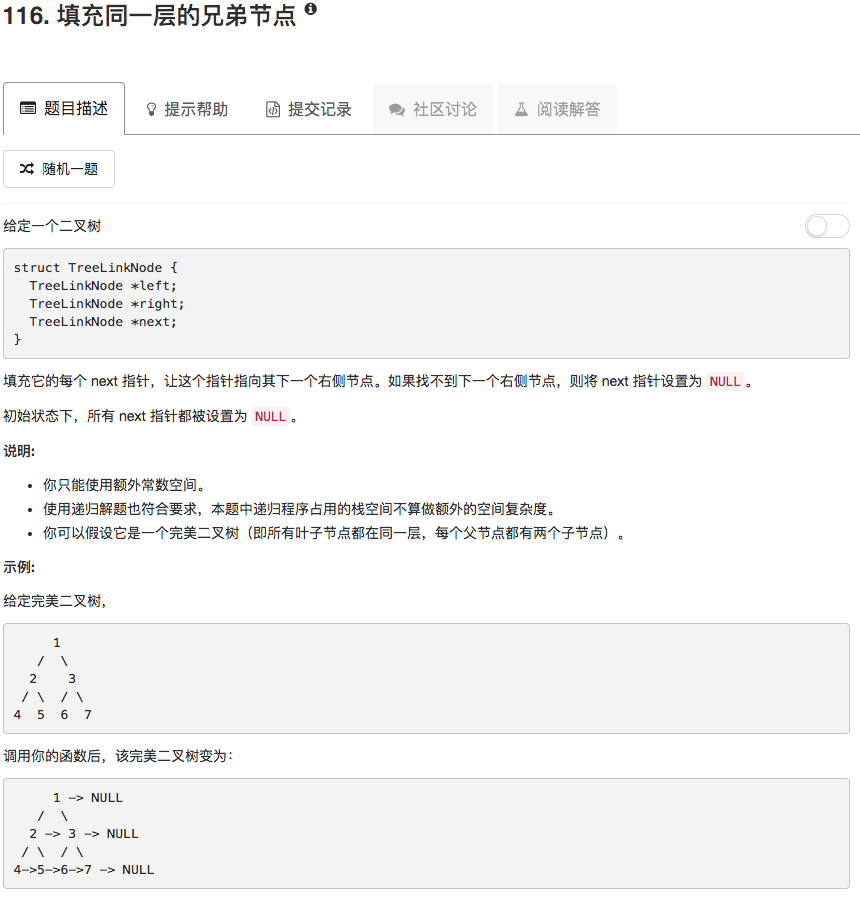 116. 填充同一层的兄弟节点
题目描述 提示帮助 提交记录 社区讨论 阅读解答
随机一题
给定一个二叉树
struct TreeLinkNode {
  TreeLinkNode *left;
  TreeLinkNode *right;
  TreeLinkNode *next;
}
填充它的每个 next 指针，让这个指针指向其下一个右侧节点。如果找不到下一个右侧节点，则将 next 指针设置为 NULL 。
初始状态下，所有 next 指针都被设置为 NULL 。
说明:
• 你只能使用额外常数空间。
• 使用递归解题也符合要求，本题中递归程序占用的栈空间不算做额外的空间复杂度。
• 你可以假设它是一个完美二叉树（即所有叶子节点都在同一层，每个父节点都有两个子节点）。
示例:
给定完美二叉树，
     1
   /  \
  2    3
 / \  / \
4  5  6  7
调用你的函数后，该完美二叉树变为：
     1 -> NULL
   /  \
  2 -> 3 -> NULL
 / \  / \
4->5->6->7 -> NULL